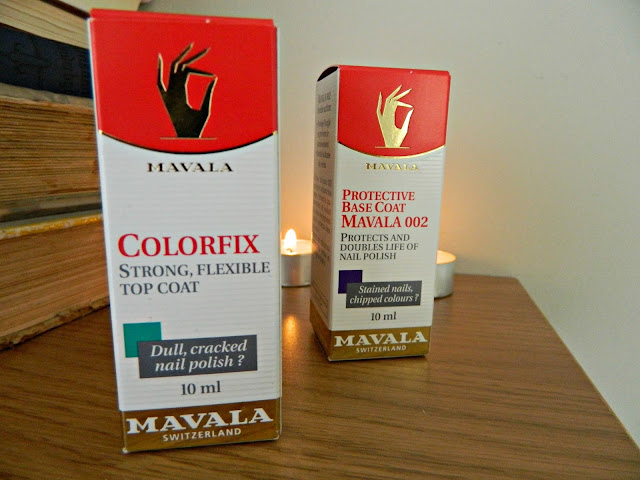 MAVALA
COLORFIX
STRONG, FLEXIBLE
TOP COAT
Dull, cracked
nail polish ?
10 ml
MAVALA
SWITZERLAND
MAVALA
PROTECTIVE
BASE COAT
MAVALA 002
PROTECTS AND
DOUBLES LIFE OF
NAIL POLISH
Stained nails,
chipped colours ?
10 ml
MAVALA
SWITZERLAND